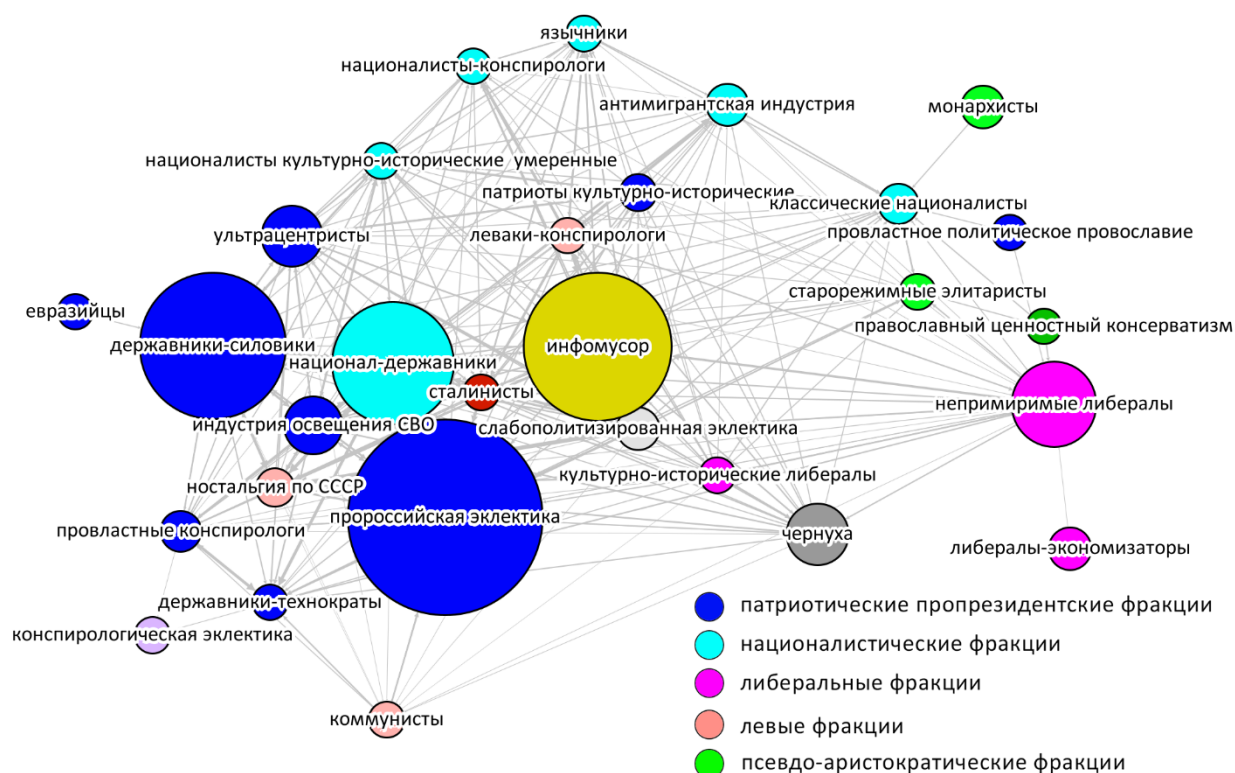 язычники
националисты-конспирологи
антимигрантская индустрия
монархисты
националисты культурно-исторические умеренные
патриоты культурно-исторические
классические националисты
ультрацентристы
леваки-конспирологи
провластное политическое провославие
старорежимные элитаристы
евразийцы
православный ценностный консерватизм
державники-силовики
инфомусор
национал-державники
сталинисты
непримиримые либералы
индустрия освещения СВО
слабополитизированная эклектика
культурно-исторические либералы
ностальгия по СССР
пророссийская эклектика
провластные конспирологи
чернуха
либералы-экономизаторы
державники-технократы
конспирологическая эклектика
коммунисты
патриотические пропрезидентские фракции
националистические фракции
либеральные фракции
левые фракции
псевдо-аристократические фракции